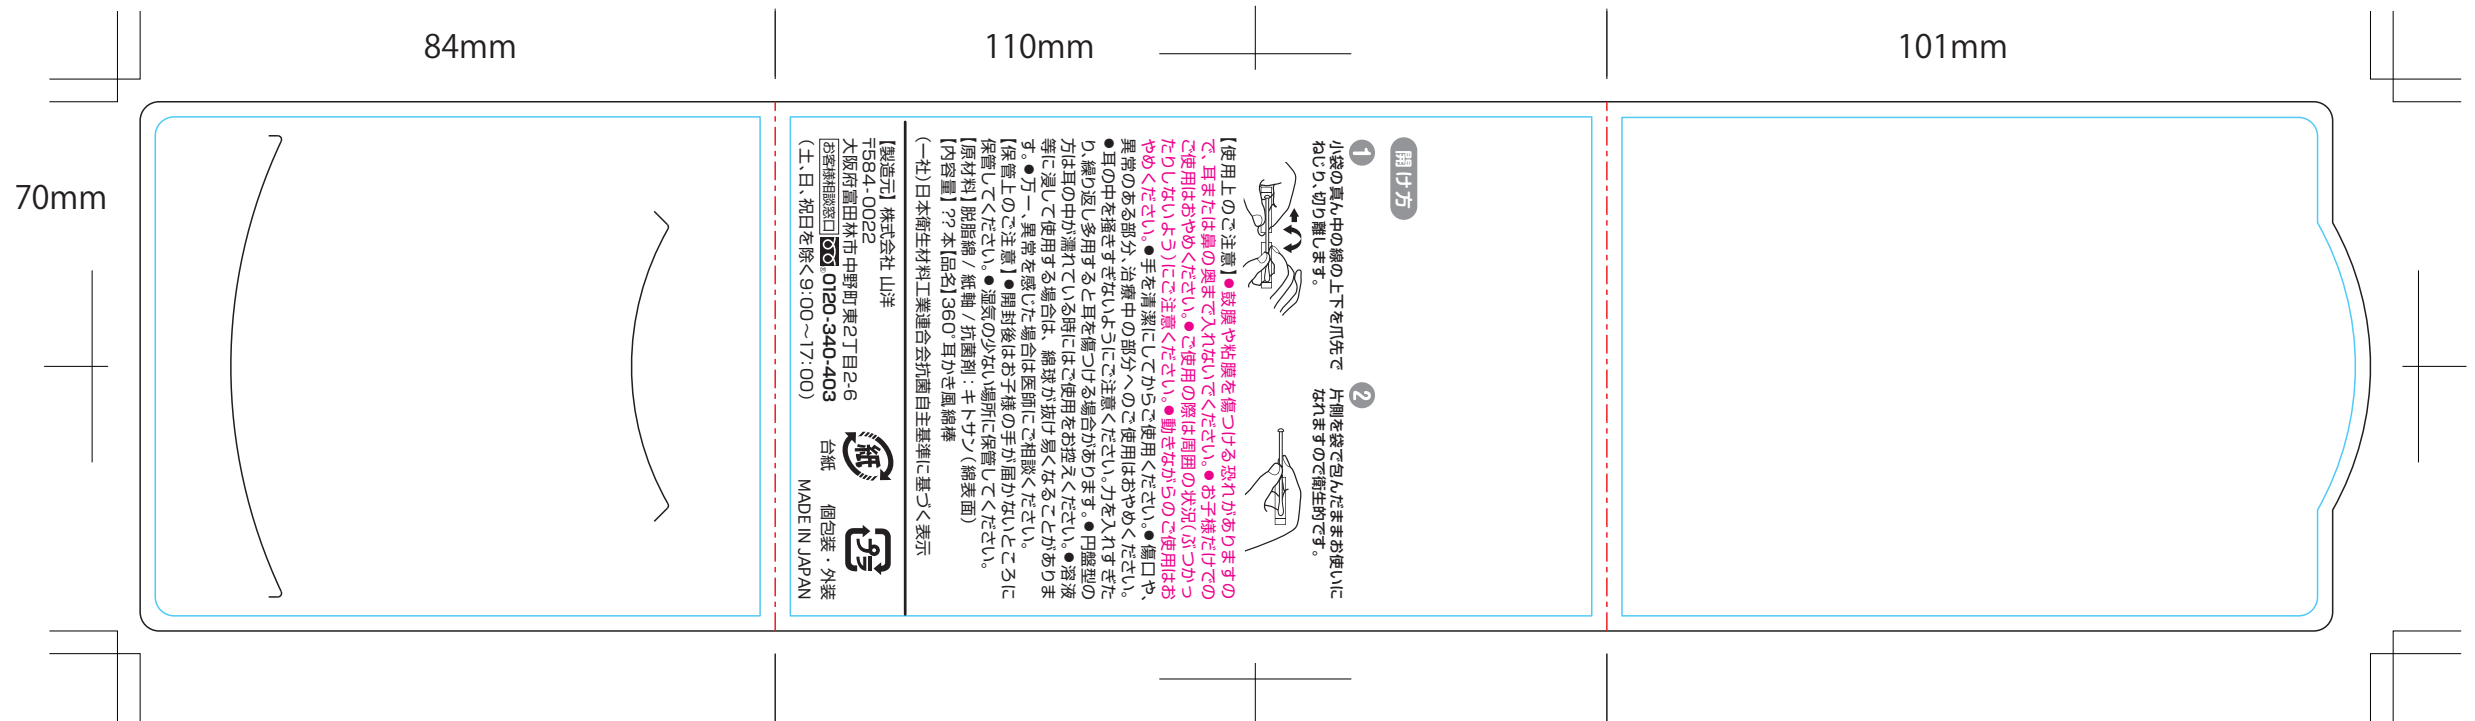 84mm
110mm
101mm
70mm
開け方
1
小袋の真ん中の線の上下を爪先で
ねじり、切り離します。
2
片側を袋で包んだままお使いに
なれますので衛生的です。
【使用上のご注意】●鼓膜や粘膜を傷つける恐れがありますの
で、耳または鼻の奥まで入れないでください。●お子様だけでの
ご使用はおやめください。●ご使用の際は周囲の状況(ぶつかっ
たりしないよう)にご注意ください。●動きながらのご使用はお
やめください。●手を清潔にしてからご使用ください。●傷口や、
異常のある部分、治療中の部分へのご使用はおやめください。
●耳の中を掻きすぎないようにご注意ください。力を入れすぎた
り、繰り返し多用すると耳を傷つける場合があります。●円盤型の
方は耳の中が濡れている時にはご使用をお控えください。●溶液
等に浸して使用する場合は、綿球が抜け易くなることがありま
す。●万一、異常を感じた場合は医師にご相談ください。
【保管上のご注意】●開封後はお子様の手が届かないところに
保管してください。●湿気の少ない場所に保管してください。
【原材料】脱脂綿 / 紙軸 / 抗菌剤:キトサン(綿表面)
【内容量】??本【品名】360°耳かき風綿棒
(一社)日本衛生材料工業連合会抗菌自主基準に基づく表示
【製造元】株式会社 山洋
〒584-0022
大阪府富田林市中野町東2丁目2-6
お客様相談窓口 0120-340-403
(土、日、祝日を除く9:00〜17:00)
紙
台紙
プラ
個包装・外装
MADE IN JAPAN